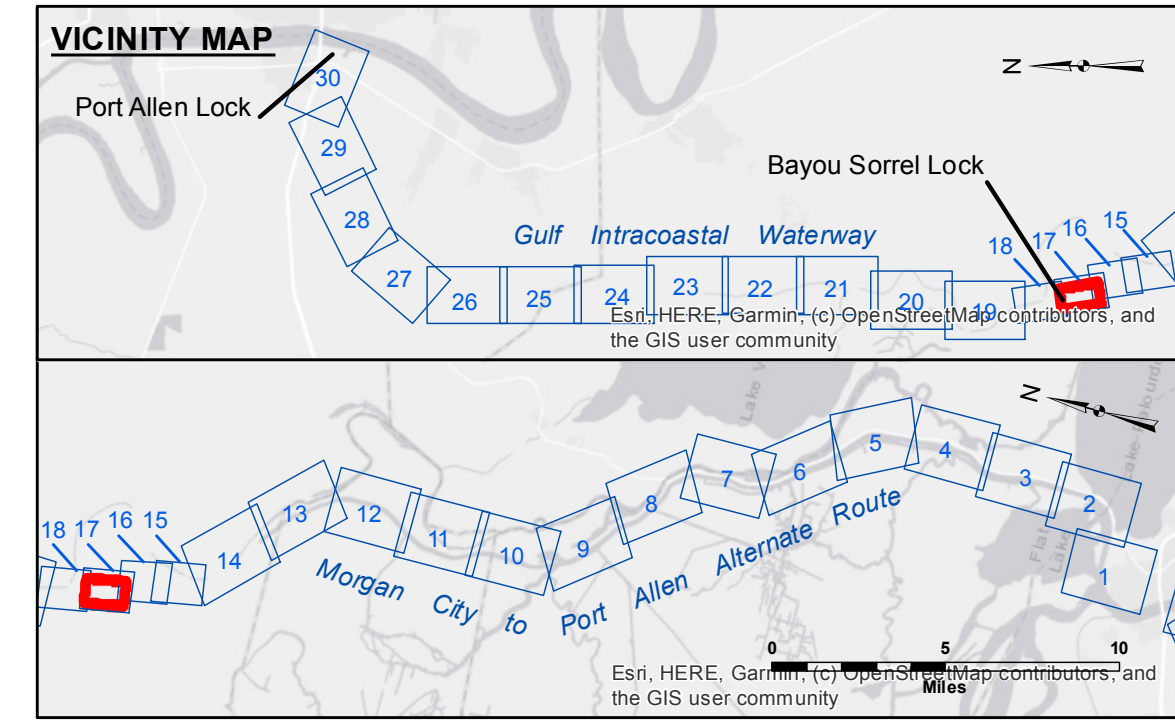 VICINITY MAP
N
30
Port Allen Lock
29
Bayou Sorrel Lock
28
Gulf Intracoastal Waterway
18
17
16
15
27
26
25
24
23
22
21
20
19
Esri, HERE, Garmin, (c) OpenStreetMap contributors, and
the GIS user community
N
Lake
5
4
3
2
6
7
8
9
10
11
12
13
14
15
16
17
18
1
Lake Palourd
Lake
Morgan City to Port Allen Alternate Route
0
5
10
Miles
Esri, HERE, Garmin, (c) OpenStreetMap contributors, and
the GIS user community